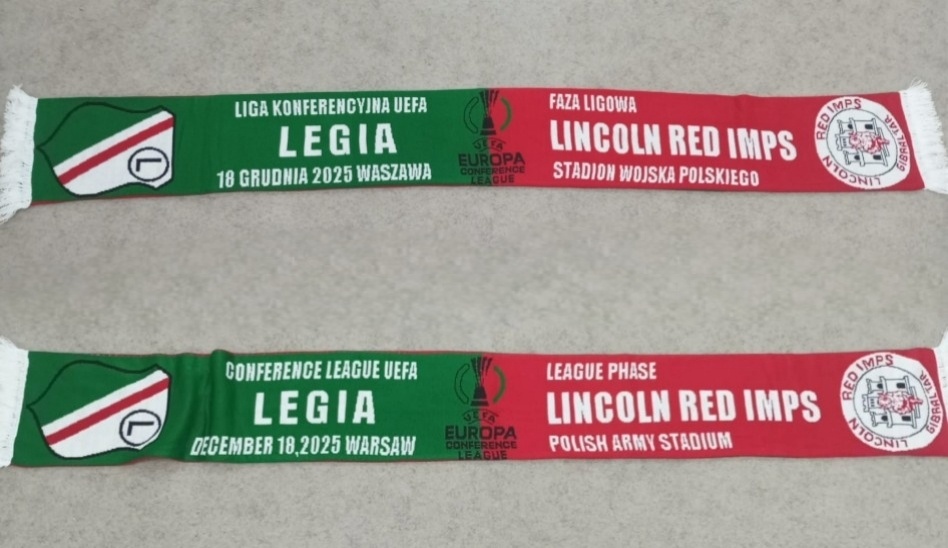 LIGA KONFERENCYJNA UEFA
LEGIA
18 GRUDNIA 2025 WASZAWA
L
UEFA
EUROPA
CONFERENCE
LEAGUE
FAZA LIGOWA
LINCOLN RED IMPS
STADION WOJSKA POLSKIEGO
LINCOLN RED IMPS GIBRALTAR
CONFERENCE LEAGUE UEFA
LEGIA
DECEMBER 18,2025 WARSAW
L
UEFA
EUROPA
CONFERENCE
LEAGUE
LEAGUE PHASE
LINCOLN RED IMPS
POLISH ARMY STADIUM
LINCOLN RED IMPS GIBRALTAR